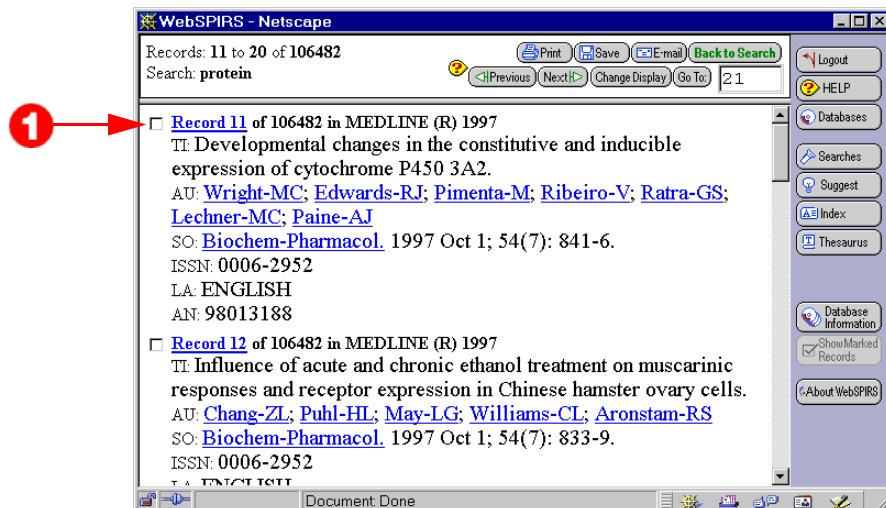 WebSPIRS - Netscape
Records: 11 to 20 of 106482
Search: protein
Print Save E-mail Back to Search
? Previous Next Change Display Go To: 21
1
Record 11 of 106482 in MEDLINE (R) 1997
TI: Developmental changes in the constitutive and inducible
expression of cytochrome P450 3A2.
AU: Wright-MC; Edwards-RJ; Pimenta-M; Ribeiro-V; Ratra-GS;
Lechner-MC; Paine-AJ
SO: Biochem-Pharmacol. 1997 Oct 1; 54(7): 841-6.
ISSN: 0006-2952
LA: ENGLISH
AN: 98013188
Record 12 of 106482 in MEDLINE (R) 1997
TI: Influence of acute and chronic ethanol treatment on muscarinic
responses and receptor expression in Chinese hamster ovary cells.
AU: Chang-ZL; Puhl-HL; May-LG; Williams-CL; Aronstam-RS
SO: Biochem-Pharmacol. 1997 Oct 1; 54(7): 833-9.
ISSN: 0006-2952
LA: ENGLISH
Logout
? HELP
Databases
Searches
Suggest
Index
Thesaurus
Database
Information
Show Marked
Records
About WebSPIRS
Document: Done